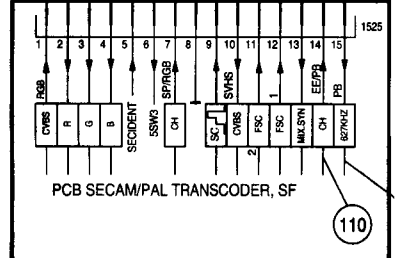 1525
1 2 3 4 5 6 7 8 9 10 11 12 13 14 15
RGB
SECIDENT
5SW3
SP/RGB
SVHS
1
EE/PB
PB
CVBS
R
G
B
CH
SC
CVBS
FSC
2
FSC
MIX.SYN
CH
627KHZ
PCB SECAM/PAL TRANSCODER, SF
110